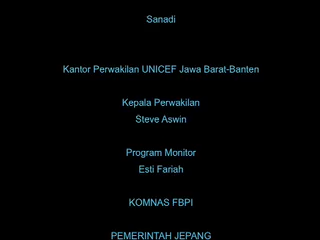 Sanadi
Kantor Perwakilan UNICEF Jawa Barat-Banten
Kepala Perwakilan
Steve Aswin
Program Monitor
Esti Fariah
KOMNAS FBPI
PEMERINTAH JEPANG